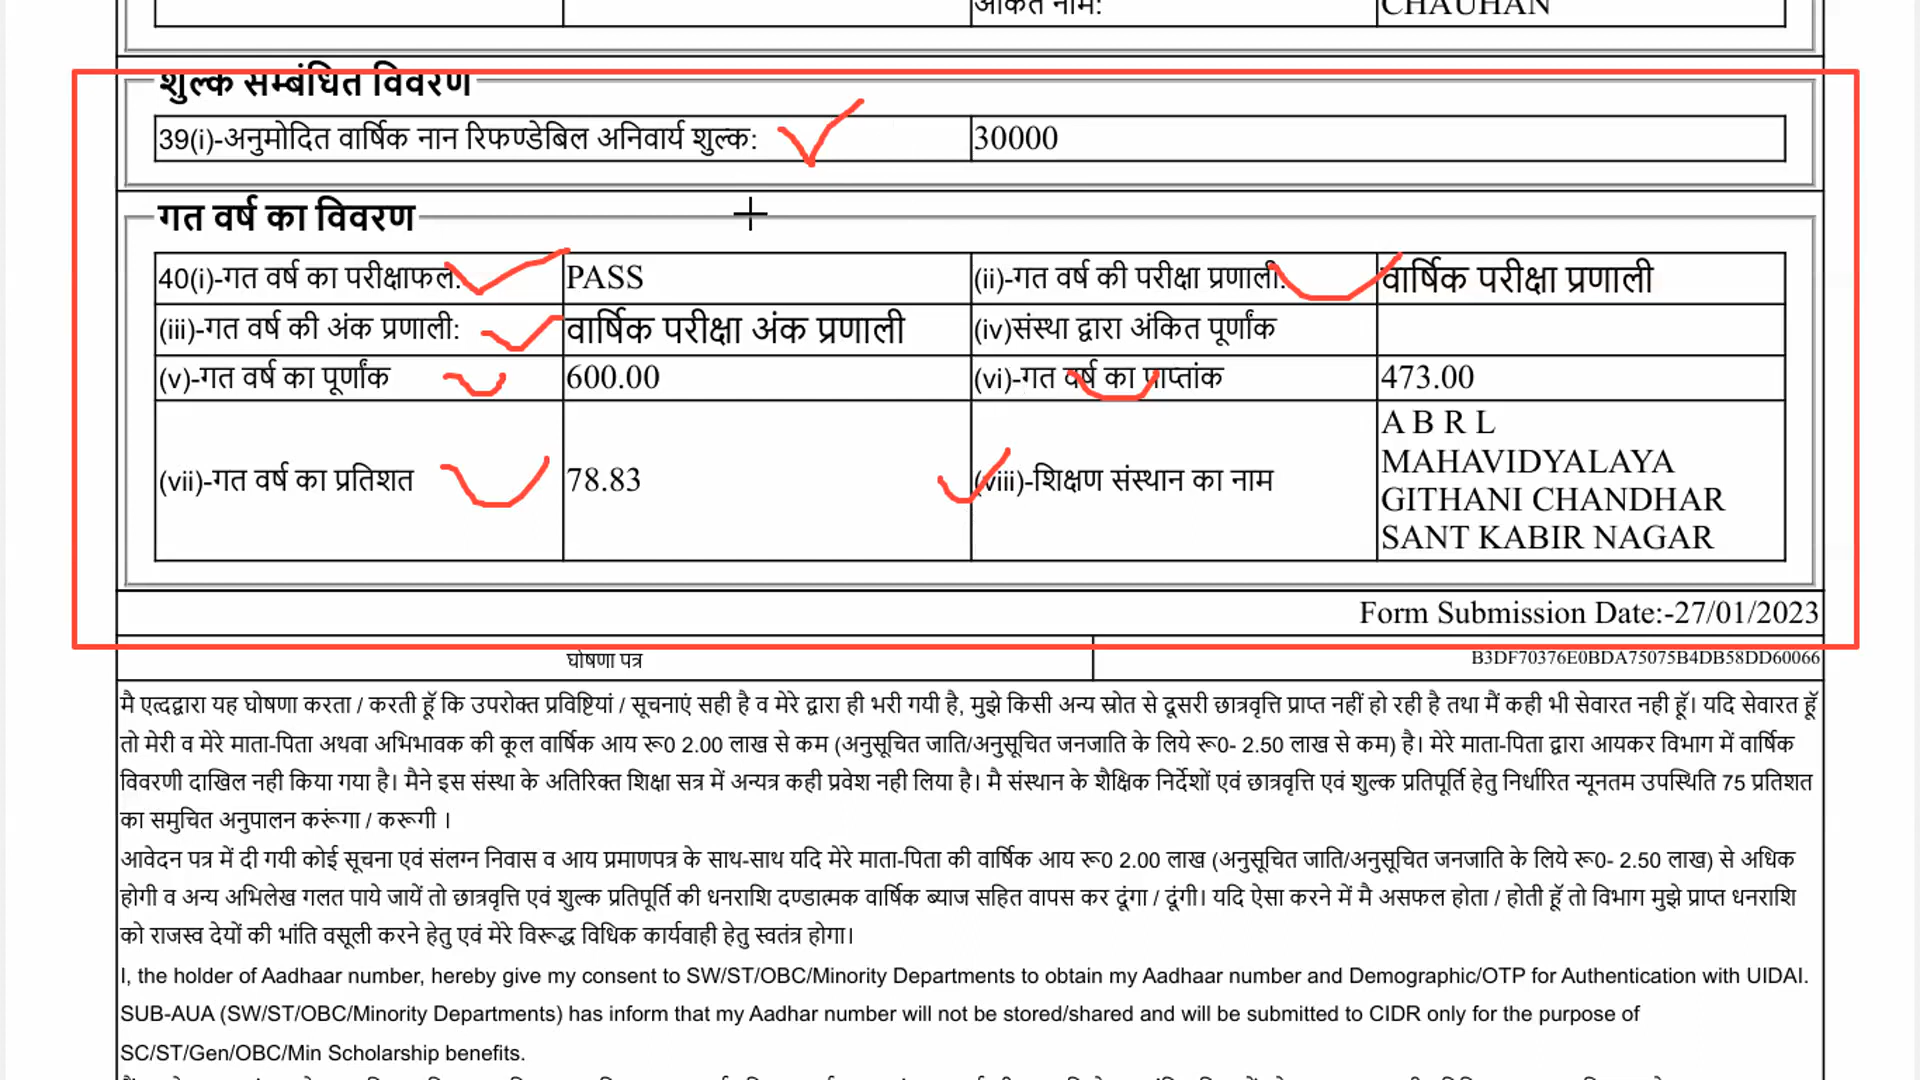 अंकित नाम: CHAUHAN
शुल्क सम्बंधित विवरण
39(i)-अनुमोदित वार्षिक नान रिफण्डेबिल अनिवार्य शुल्क: 30000
गत वर्ष का विवरण
40(i)-गत वर्ष का परीक्षाफल: PASS (ii)-गत वर्ष की परीक्षा प्रणाली: वार्षिक परीक्षा प्रणाली
(iii)-गत वर्ष की अंक प्रणाली: वार्षिक परीक्षा अंक प्रणाली (iv)संस्था द्वारा अंकित पूर्णांक
(v)-गत वर्ष का पूर्णांक 600.00 (vi)-गत वर्ष का प्राप्तांक 473.00
(vii)-गत वर्ष का प्रतिशत 78.83 (viii)-शिक्षण संस्थान का नाम
A B R L
MAHAVIDYALAYA
GITHANI CHANDHAR
SANT KABIR NAGAR
Form Submission Date:-27/01/2023
घोषणा पत्र B3DF70376E0BDA75075B4DB58DD60066
मै एतद्द्वारा यह घोषणा करता / करती हूॅ कि उपरोक्त प्रविष्टियां / सूचनाएं सही है व मेरे द्वारा ही भरी गयी है, मुझे किसी अन्य स्रोत से दूसरी छात्रवृत्ति प्राप्त नहीं हो रही है तथा मैं कही भी सेवारत नही हूॅ। यदि सेवारत हूॅ
तो मेरी व मेरे माता-पिता अथवा अभिभावक की कूल वार्षिक आय रू0 2.00 लाख से कम (अनुसूचित जाति/अनुसूचित जनजाति के लिये रू0- 2.50 लाख से कम) है। मेरे माता-पिता द्वारा आयकर विभाग में वार्षिक
विवरणी दाखिल नही किया गया है। मैने इस संस्था के अतिरिक्त शिक्षा सत्र में अन्यत्र कही प्रवेश नही लिया है। मै संस्थान के शैक्षिक निर्देशों एवं छात्रवृत्ति एवं शुल्क प्रतिपूर्ति हेतु निर्धारित न्यूनतम उपस्थिति 75 प्रतिशत
का समुचित अनुपालन करूंगा / करूगी ।
आवेदन पत्र में दी गयी कोई सूचना एवं संलग्न निवास व आय प्रमाणपत्र के साथ-साथ यदि मेरे माता-पिता की वार्षिक आय रू0 2.00 लाख (अनुसूचित जाति/अनुसूचित जनजाति के लिये रू0- 2.50 लाख) से अधिक
होगी व अन्य अभिलेख गलत पाये जायें तो छात्रवृत्ति एवं शुल्क प्रतिपूर्ति की धनराशि दण्डात्मक वार्षिक ब्याज सहित वापस कर दूंगा / दूंगी। यदि ऐसा करने में मै असफल होता / होती हूॅ तो विभाग मुझे प्राप्त धनराशि
को राजस्व देयों की भांति वसूली करने हेतु एवं मेरे विरूद्ध विधिक कार्यवाही हेतु स्वतंत्र होगा।
I, the holder of Aadhaar number, hereby give my consent to SW/ST/OBC/Minority Departments to obtain my Aadhaar number and Demographic/OTP for Authentication with UIDAI.
SUB-AUA (SW/ST/OBC/Minority Departments) has inform that my Aadhar number will not be stored/shared and will be submitted to CIDR only for the purpose of
SC/ST/Gen/OBC/Min Scholarship benefits.